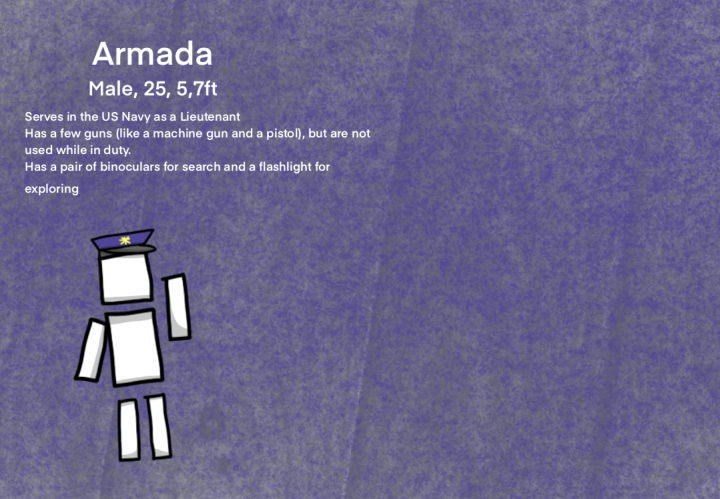 Armada
Male, 25, 5,7ft
Serves in the US Navy as a Lieutenant
Has a few guns (like a machine gun and a pistol), but are not
used while in duty.
Has a pair of binoculars for search and a flashlight for
exploring